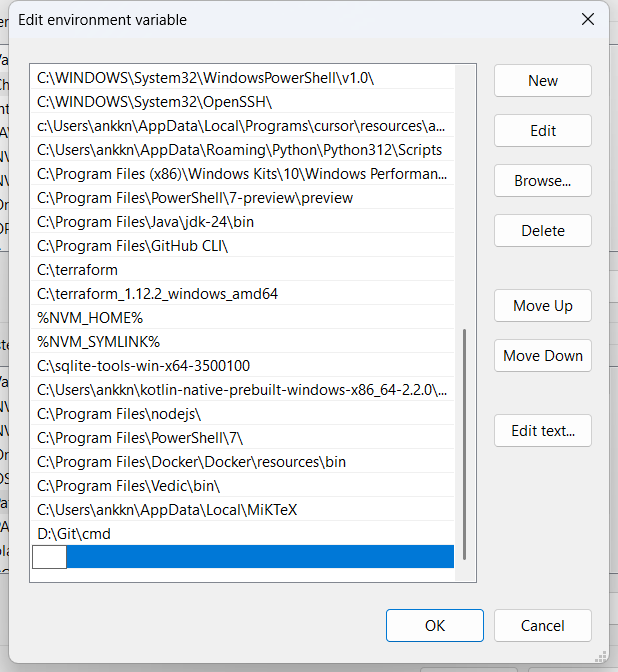 Edit environment variable
C:\WINDOWS\System32\WindowsPowerShell\v1.0\
C:\WINDOWS\System32\OpenSSH\
c:\Users\ankkn\AppData\Local\Programs\cursor\resources\a...
C:\Users\ankkn\AppData\Roaming\Python\Python312\Scripts
C:\Program Files (x86)\Windows Kits\10\Windows Performan...
C:\Program Files\PowerShell\7-preview\preview
C:\Program Files\Java\jdk-24\bin
C:\Program Files\GitHub CLI\
C:\terraform
C:\terraform_1.12.2_windows_amd64
%NVM_HOME%
%NVM_SYMLINK%
C:\sqlite-tools-win-x64-3500100
C:\Users\ankkn\kotlin-native-prebuilt-windows-x86_64-2.2.0\...
C:\Program Files\nodejs\
C:\Program Files\PowerShell\7\
C:\Program Files\Docker\Docker\resources\bin
C:\Program Files\Vedic\bin\
C:\Users\ankkn\AppData\Local\MiKTeX
D:\Git\cmd
New
Edit
Browse...
Delete
Move Up
Move Down
Edit text...
OK
Cancel